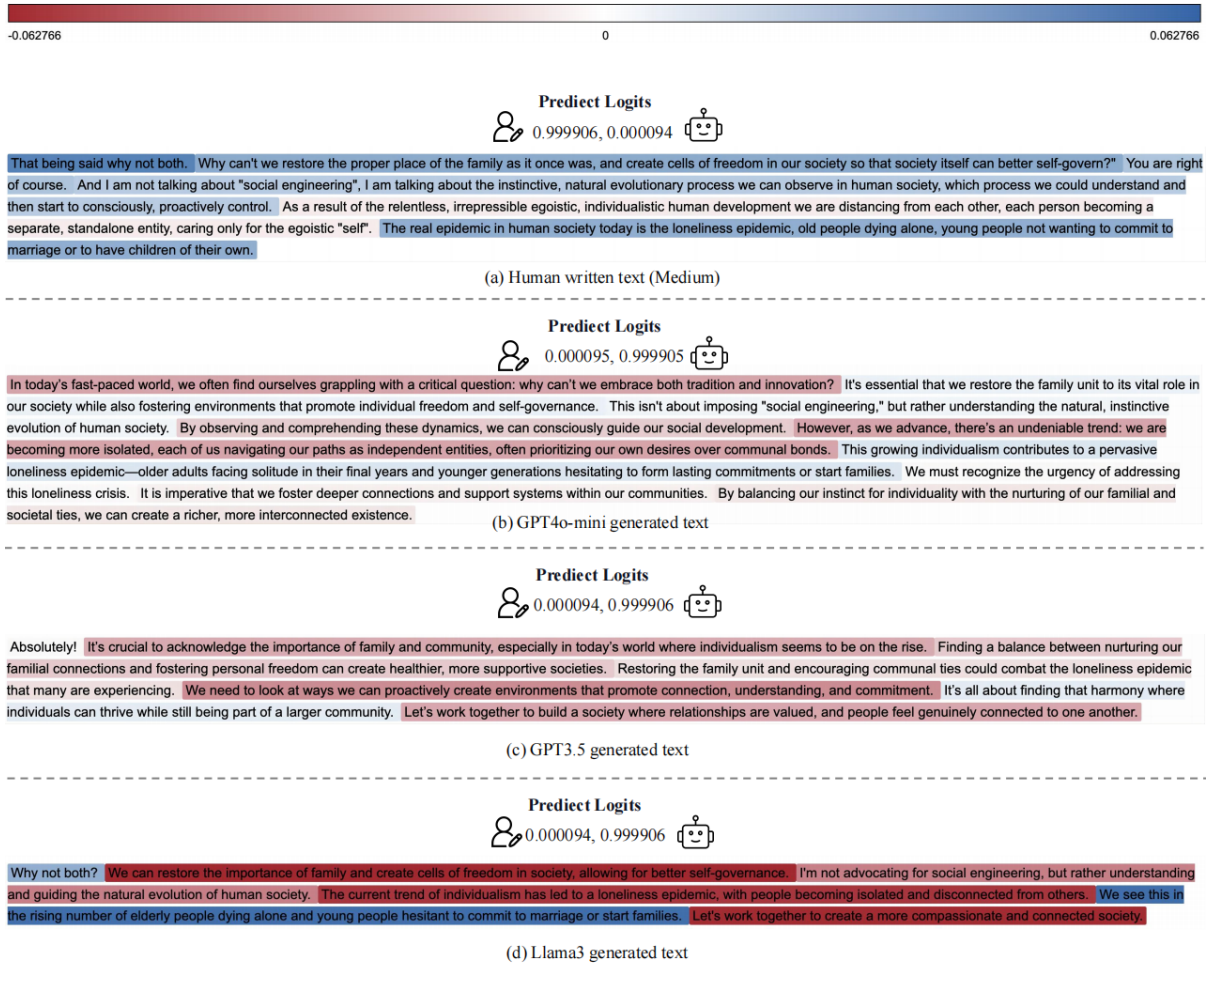 -0.062766 0 0.062766
Prediect Logits
0.999906, 0.000094
That being said why not both. Why can't we restore the proper place of the family as it once was, and create cells of freedom in our society so that society itself can better self-govern?" You are right
of course. And I am not talking about "social engineering", I am talking about the instinctive, natural evolutionary process we can observe in human society, which process we could understand and
then start to consciously, proactively control. As a result of the relentless, irrepressible egoistic, individualistic human development we are distancing from each other, each person becoming a
separate, standalone entity, caring only for the egoistic "self". The real epidemic in human society today is the loneliness epidemic, old people dying alone, young people not wanting to commit to
marriage or to have children of their own.
(a) Human written text (Medium)
Prediect Logits
0.000095, 0.999905
In today's fast-paced world, we often find ourselves grappling with a critical question: why can't we embrace both tradition and innovation? It's essential that we restore the family unit to its vital role in
our society while also fostering environments that promote individual freedom and self-governance. This isn't about imposing "social engineering," but rather understanding the natural, instinctive
evolution of human society. By observing and comprehending these dynamics, we can consciously guide our social development. However, as we advance, there's an undeniable trend: we are
becoming more isolated, each of us navigating our paths as independent entities, often prioritizing our own desires over communal bonds. This growing individualism contributes to a pervasive
loneliness epidemic—older adults facing solitude in their final years and younger generations hesitating to form lasting commitments or start families. We must recognize the urgency of addressing
this loneliness crisis. It is imperative that we foster deeper connections and support systems within our communities. By balancing our instinct for individuality with the nurturing of our familial and
societal ties, we can create a richer, more interconnected existence.
(b) GPT4o-mini generated text
Prediect Logits
0.000094, 0.999906
Absolutely! It's crucial to acknowledge the importance of family and community, especially in today's world where individualism seems to be on the rise. Finding a balance between nurturing our
familial connections and fostering personal freedom can create healthier, more supportive societies. Restoring the family unit and encouraging communal ties could combat the loneliness epidemic
that many are experiencing. We need to look at ways we can proactively create environments that promote connection, understanding, and commitment. It's all about finding that harmony where
individuals can thrive while still being part of a larger community. Let's work together to build a society where relationships are valued, and people feel genuinely connected to one another.
(c) GPT3.5 generated text
Prediect Logits
0.000094, 0.999906
Why not both? We can restore the importance of family and create cells of freedom in society, allowing for better self-governance. I'm not advocating for social engineering, but rather understanding
and guiding the natural evolution of human society. The current trend of individualism has led to a loneliness epidemic, with people becoming isolated and disconnected from others. We see this in
the rising number of elderly people dying alone and young people hesitant to commit to marriage or start families. Let's work together to create a more compassionate and connected society.
(d) Llama3 generated text